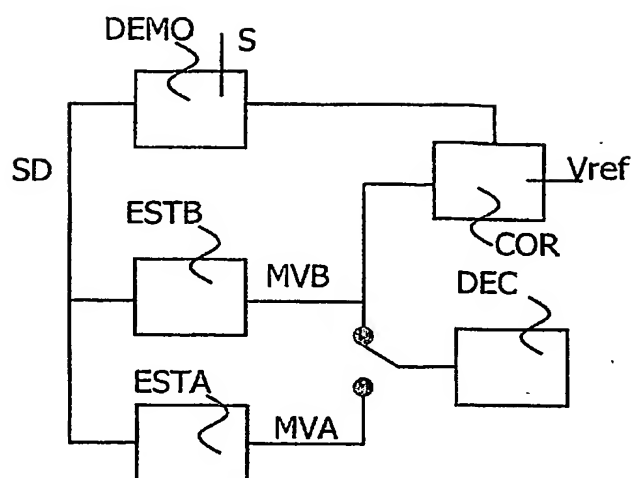 DEMO
S
SD
Vref
ESTB
COR
MVB
DEC
ESTA
MVA